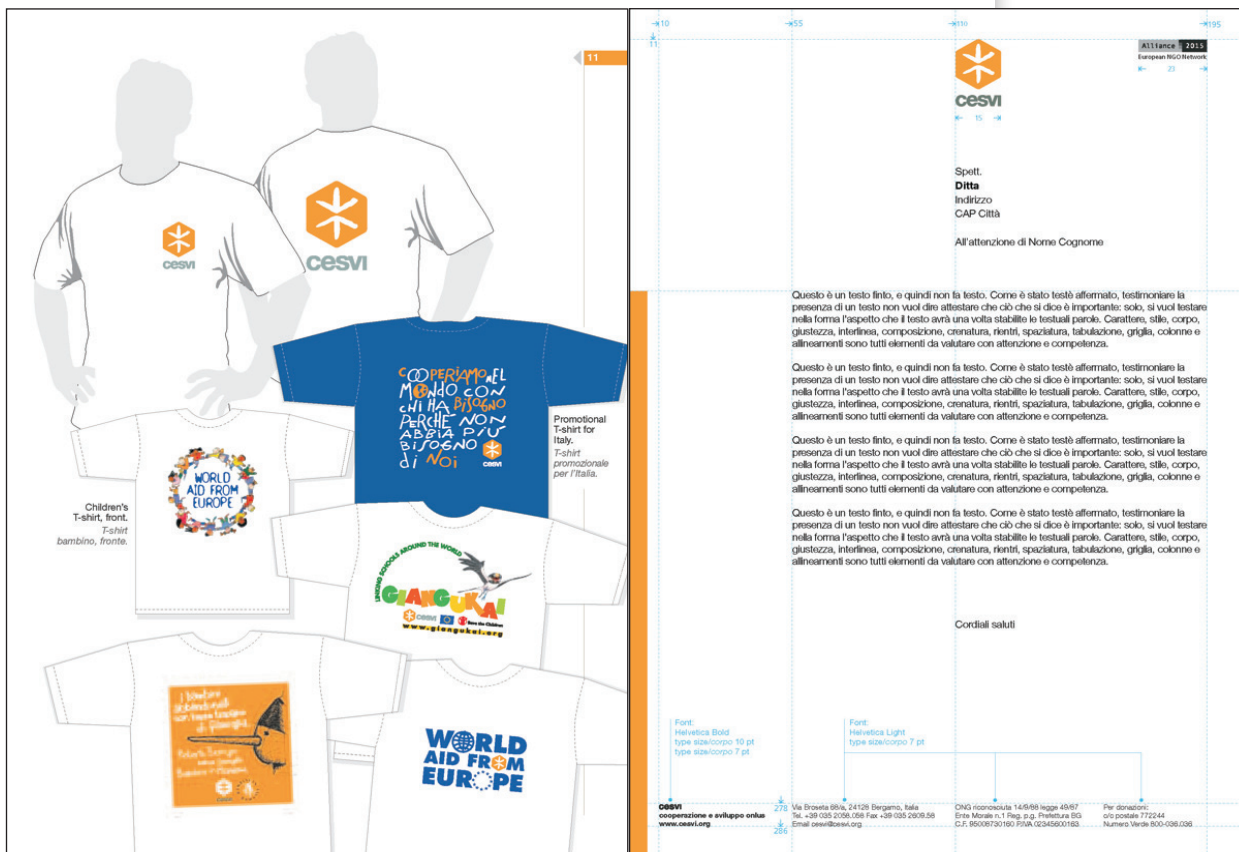 11
cesvi
cesvi
COOPERIAMO NEL
MONDO CON
CHI HA BISOGNO
PERCHÉ NON
ABBIA PIÙ
BISOGNO
di NOI
cesvi
Promotional
T-shirt for
Italy.
T-shirt
promozionale
per l'Italia.
WORLD
AID FROM
EUROPE
Children's
T-shirt, front.
T-shirt
bambino, fronte.
LINKING SCHOOLS AROUND THE WORLD
GIANGUKAI
cesvi
Save the Children
www.giangukai.org
i bambini
WORLD
AID FROM
EUROPE
10
55
110
195
11
Alliance 2015
European NGO Network
23
cesvi
15
Spett.
Ditta
Indirizzo
CAP Città
All'attenzione di Nome Cognome
Questo è un testo finto, e quindi non fa testo. Come è stato testè affermato, testimoniare la
presenza di un testo non vuol dire attestare che ciò che si dice è importante: solo, si vuol testare
nella forma l'aspetto che il testo avrà una volta stabilite le testuali parole. Carattere, stile, corpo,
giustezza, interlinea, composizione, crenatura, rientri, spaziatura, tabulazione, griglia, colonne e
allineamenti sono tutti elementi da valutare con attenzione e competenza.
Questo è un testo finto, e quindi non fa testo. Come è stato testè affermato, testimoniare la
presenza di un testo non vuol dire attestare che ciò che si dice è importante: solo, si vuol testare
nella forma l'aspetto che il testo avrà una volta stabilite le testuali parole. Carattere, stile, corpo,
giustezza, interlinea, composizione, crenatura, rientri, spaziatura, tabulazione, griglia, colonne e
allineamenti sono tutti elementi da valutare con attenzione e competenza.
Questo è un testo finto, e quindi non fa testo. Come è stato testè affermato, testimoniare la
presenza di un testo non vuol dire attestare che ciò che si dice è importante: solo, si vuol testare
nella forma l'aspetto che il testo avrà una volta stabilite le testuali parole. Carattere, stile, corpo,
giustezza, interlinea, composizione, crenatura, rientri, spaziatura, tabulazione, griglia, colonne e
allineamenti sono tutti elementi da valutare con attenzione e competenza.
Questo è un testo finto, e quindi non fa testo. Come è stato testè affermato, testimoniare la
presenza di un testo non vuol dire attestare che ciò che si dice è importante: solo, si vuol testare
nella forma l'aspetto che il testo avrà una volta stabilite le testuali parole. Carattere, stile, corpo,
giustezza, interlinea, composizione, crenatura, rientri, spaziatura, tabulazione, griglia, colonne e
allineamenti sono tutti elementi da valutare con attenzione e competenza.
Cordiali saluti
Font:
Helvetica Bold
type size/corpo 10 pt
type size/corpo 7 pt
Font:
Helvetica Light
type size/corpo 7 pt
278
286
cesvi
cooperazione e sviluppo onlus
www.cesvi.org
Via Broseta 68/a, 24128 Bergamo, Italia
Tel. +39 035 2058.058 Fax +39 035 2609.58
Email cesvi@cesvi.org
ONG riconosciuta 14/9/88 legge 49/87
Ente Morale n.1 Reg. p.g. Prefettura BG
C.F. 95008730160 P.IVA 02345600163
Per donazioni:
c/c postale 772244
Numero Verde 800-036.036